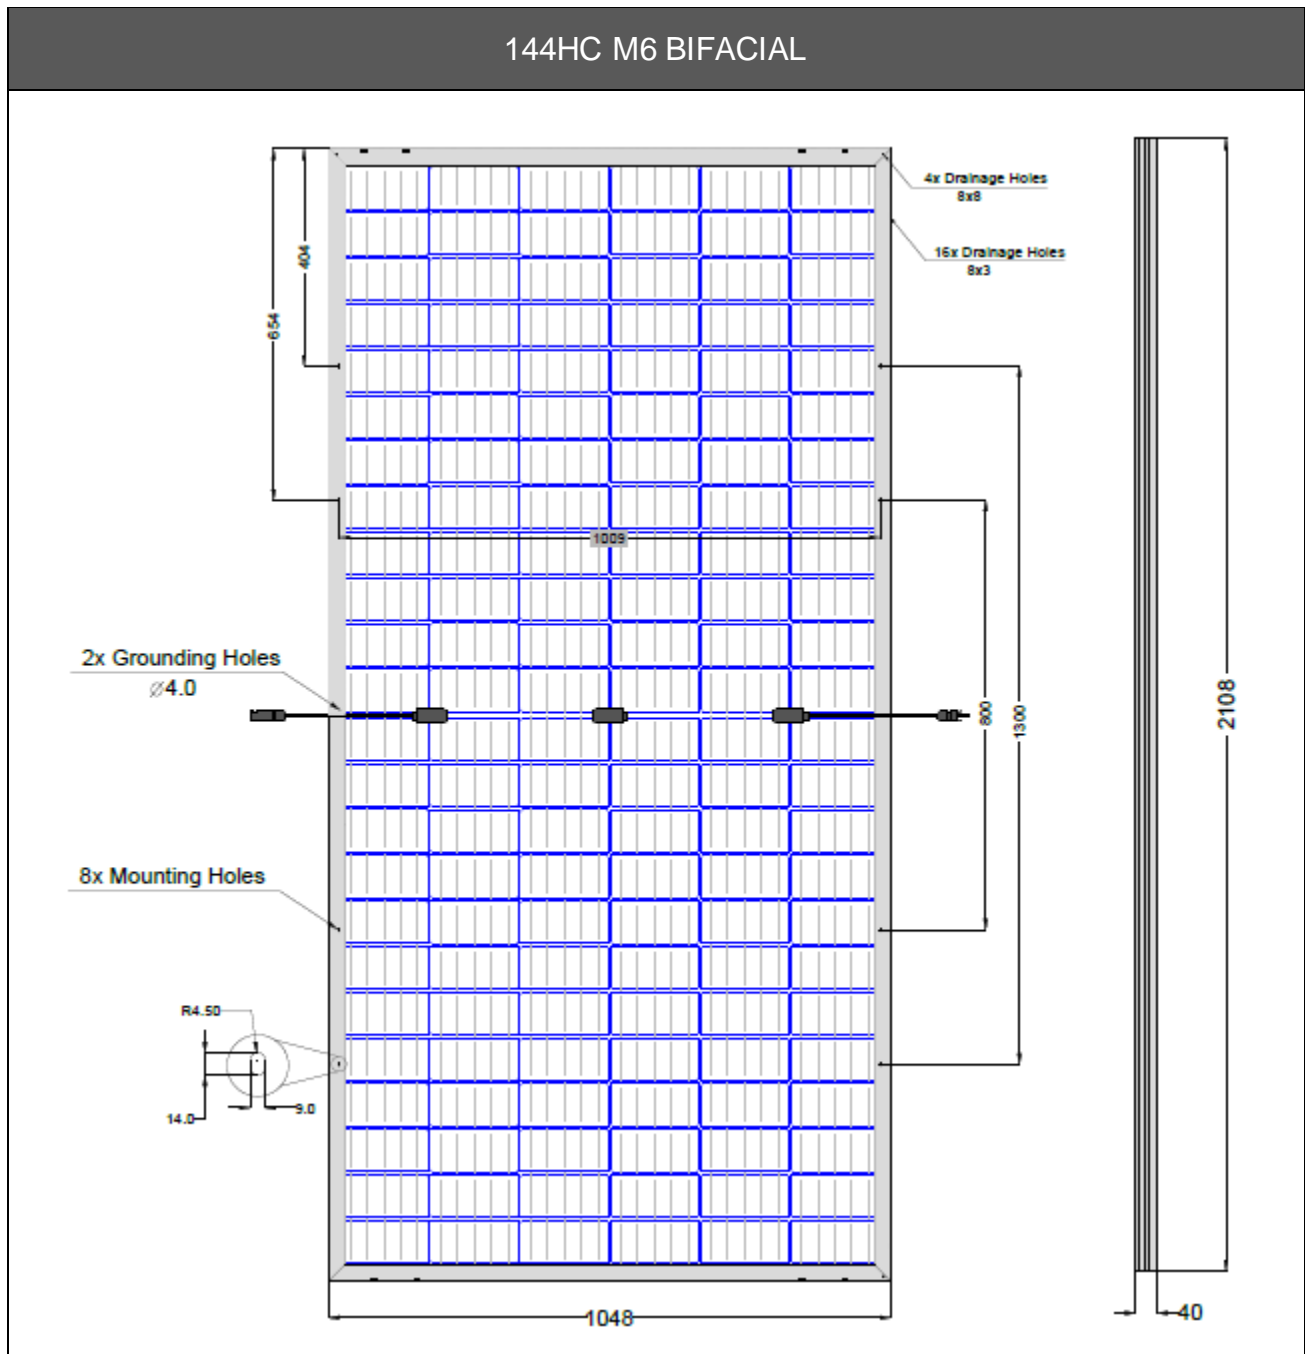 144HC M6 BIFACIAL
4x Drainage Holes
8x8
16x Drainage Holes
8x3
404
654
1009
2x Grounding Holes
∅4.0
800
1300
2108
8x Mounting Holes
R4.50
14.0
9.0
1048
40